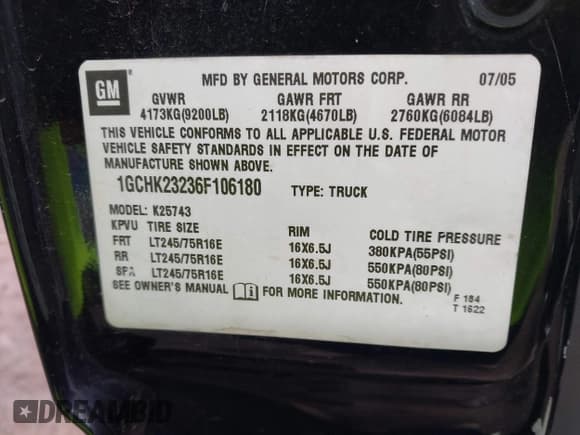 GM ® MFD BY GENERAL MOTORS CORP. 07/05
GVWR GAWR FRT GAWR RR
4173KG(9200LB) 2118KG(4670LB) 2760KG(6084LB)
THIS VEHICLE CONFORMS TO ALL APPLICABLE U.S. FEDERAL MOTOR
VEHICLE SAFETY STANDARDS IN EFFECT ON THE DATE OF
MANUFACTURE SHOWN ABOVE.
1GCHK23236F106180 TYPE: TRUCK
MODEL: K25743
KPVU TIRE SIZE RIM COLD TIRE PRESSURE
FRT LT245/75R16E 16X6.5J 380KPA(55PSI)
RR LT245/75R16E 16X6.5J 550KPA(80PSI)
SPA LT245/75R16E 16X6.5J 550KPA(80PSI)
SEE OWNER'S MANUAL FOR MORE INFORMATION.
F 184
T 1622
DREAMBID